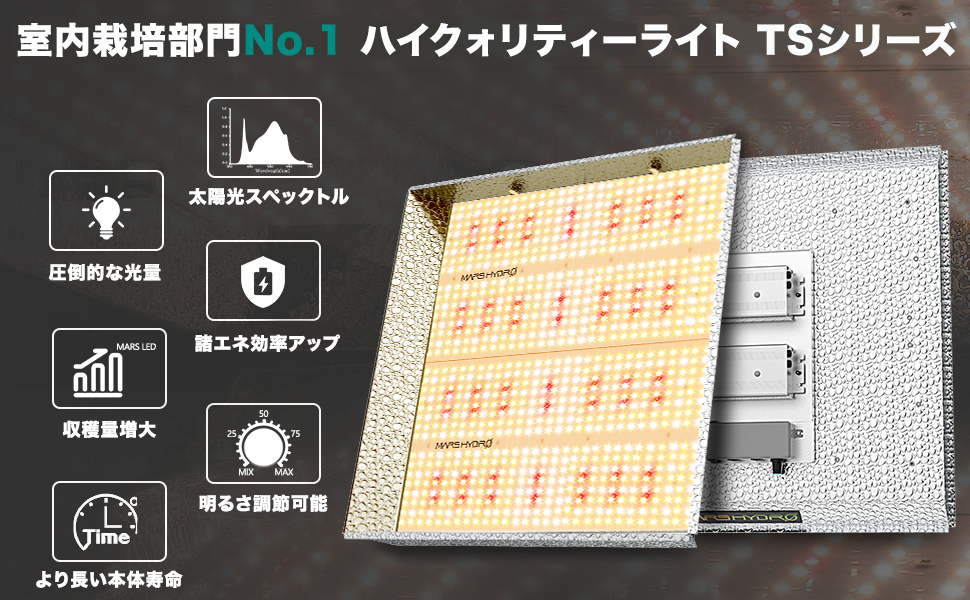 室内栽培部門No.1 ハイクォリティーライト TSシリーズ
太陽光スペックトル
圧倒的な光量
諸エネ効率アップ
MARS LED
収穫量増大
50
25
75
MIX
MAX
明るさ調節可能
Time
より長い本体寿命
MARS HYDRO
MARS HYDRO
MARS HYDRO